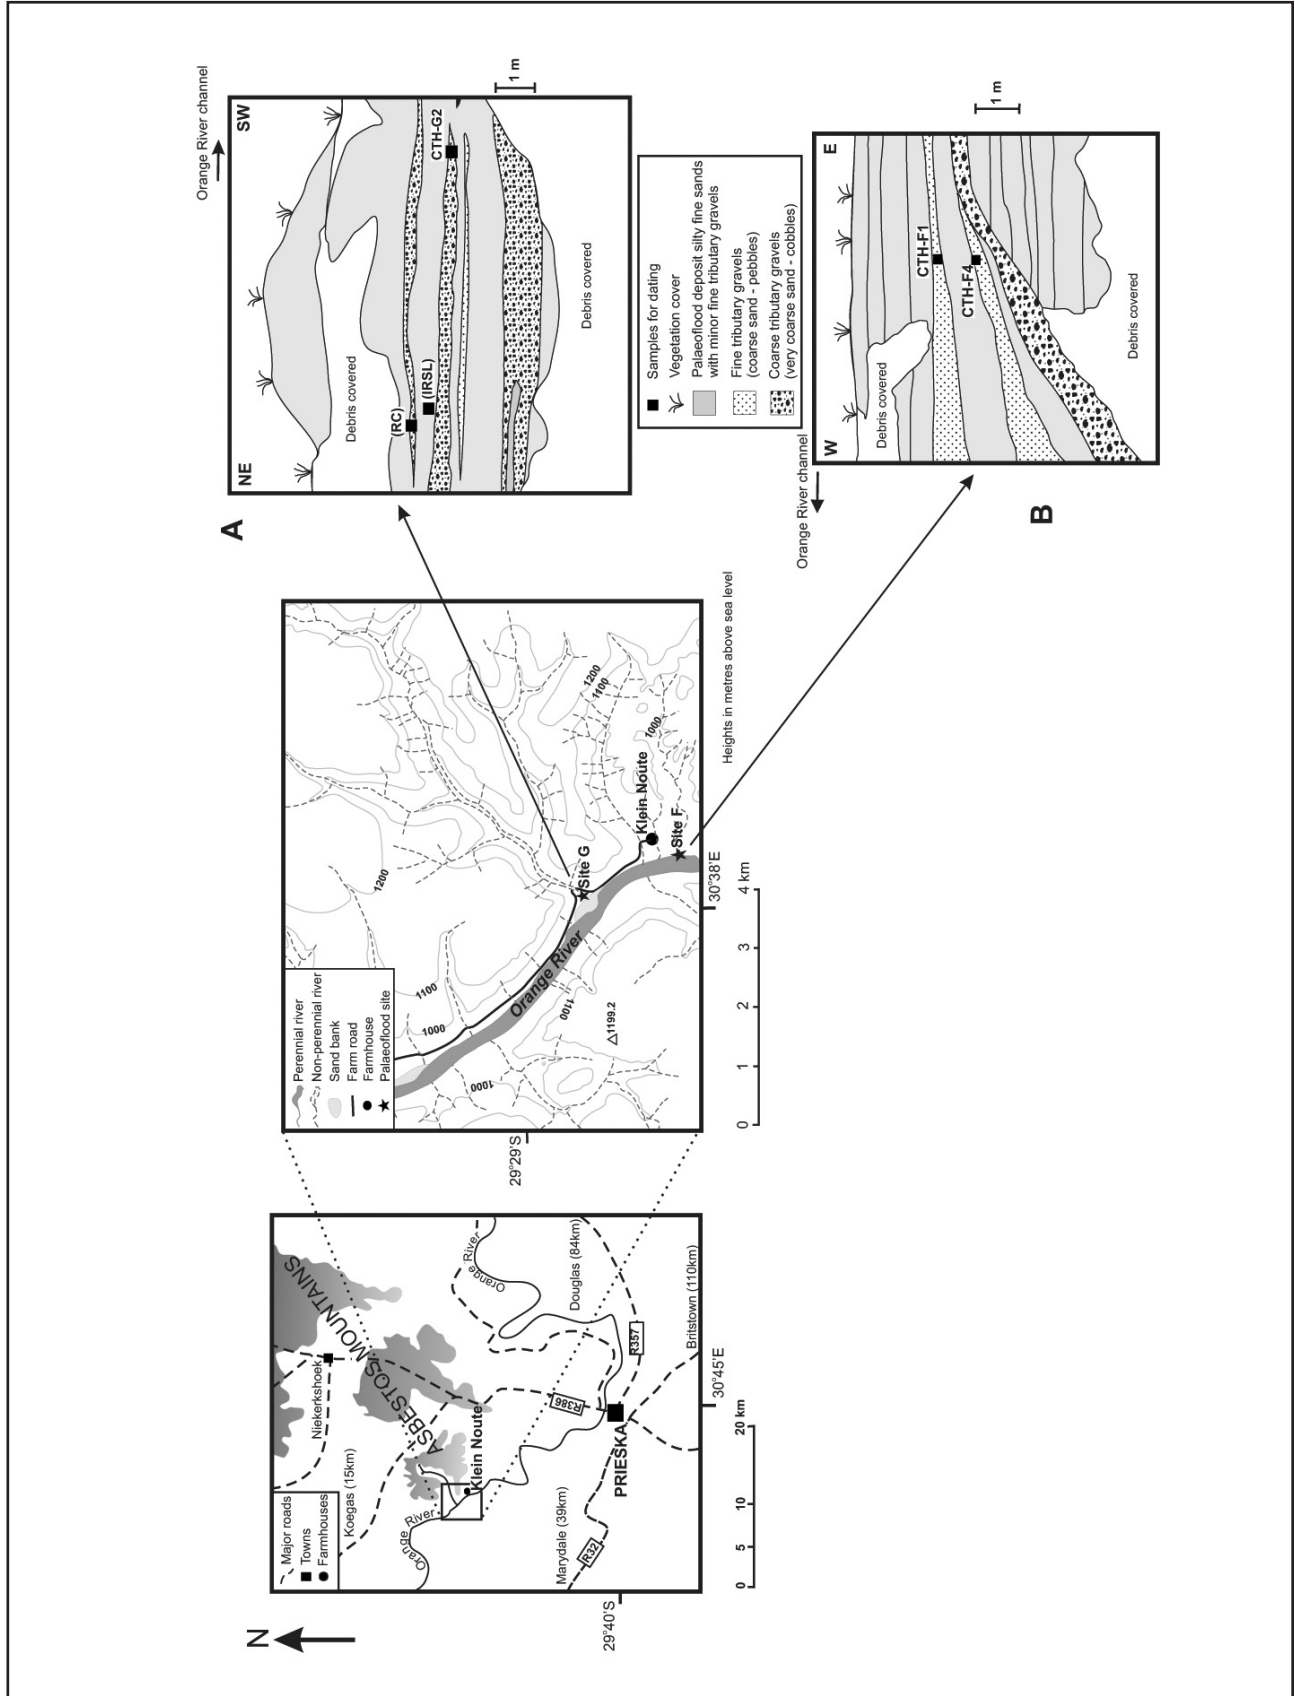 N
Major roads
Towns
Farmhouses
Koegas (15km)
Niekerkshoek
ASBESTOS MOUNTAINS
Orange River
Klein Noute
Orange River
Marydale (39km)
R32
PRIESKA
R386
Douglas (84km)
R357
Britstown (110km)
29°40'S
30°45'E
0 5 10 20 km
Perennial river
Non-perennial river
Sand bank
Farm road
Farmhouse
Palaeoflood site
1200
1100
1000
1200
1100
1000
Orange River
1100
1000
△1199.2
Site G
Klein Noute
Site F
29°29'S
30°38'E
0 1 2 3 4 km
Heights in metres above sea level
A
Orange River channel
NE
SW
Debris covered
(RC)
(IRSL)
CTH-G2
Debris covered
1 m
Samples for dating
Vegetation cover
Palaeoflood deposit silty fine sands
with minor fine tributary gravels
Fine tributary gravels
(coarse sand - pebbles)
Coarse tributary gravels
(very coarse sand - cobbles)
Orange River channel
B
W
E
Debris covered
CTH-F1
CTH-F4
Debris covered
1 m